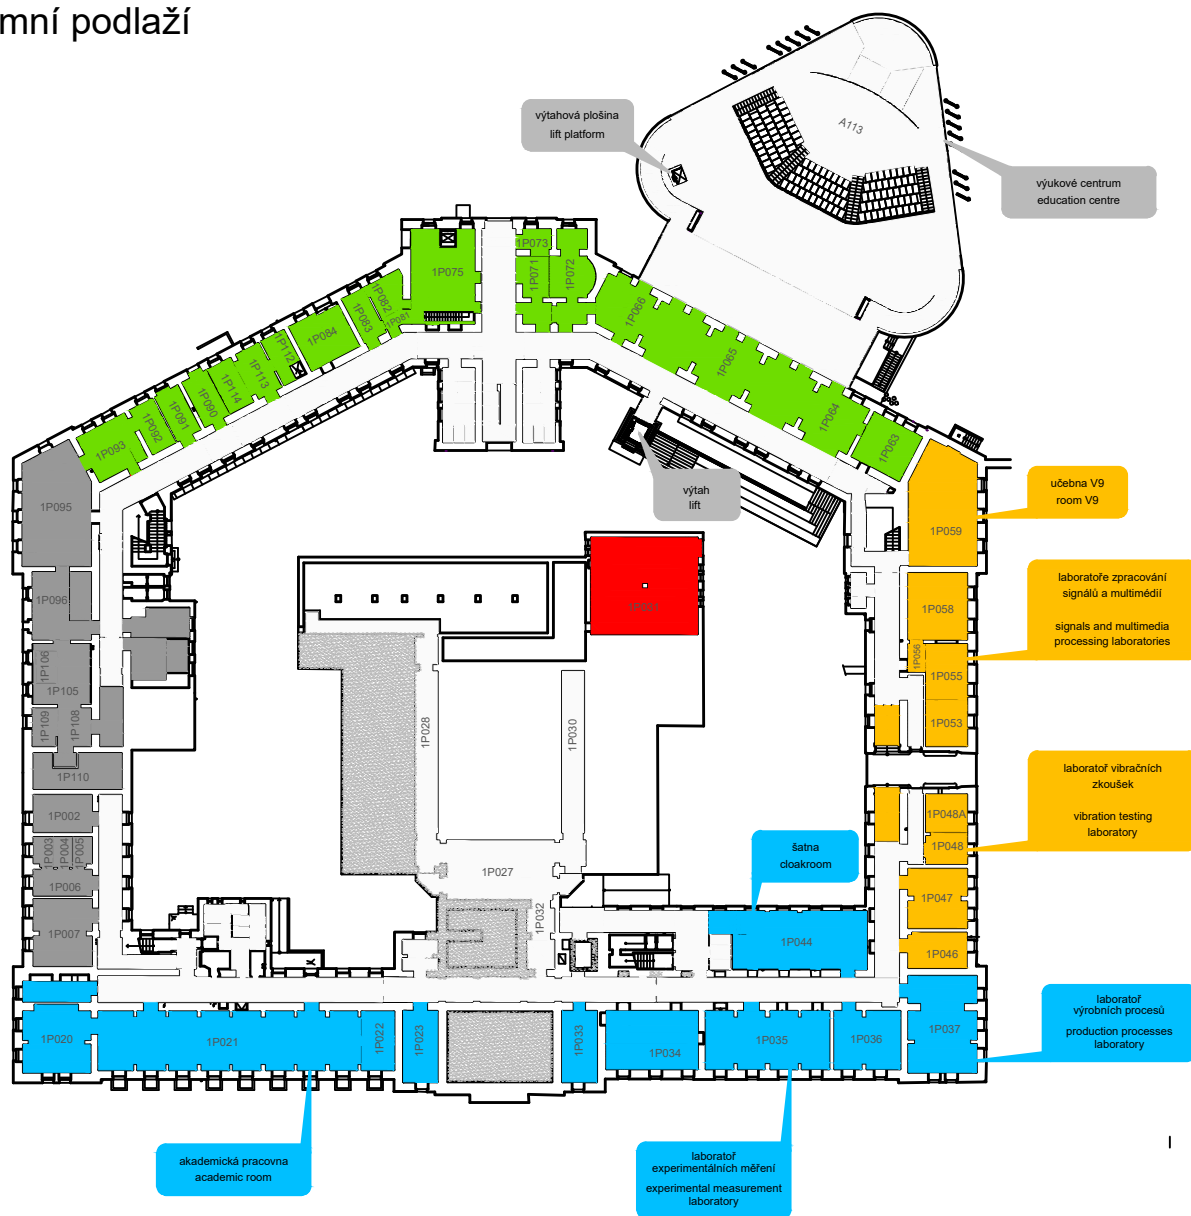 mní podlaží
výtahová plošina
lift platform
A113
výukové centrum
education centre
1P073
1P075
1P071
1P072
1P082
1P081
1P083
1P084
1P066
1P112
1P113
1P114
1P065
1P090
1P091
1P092
1P093
1P064
1P063
výtah
lift
1P095
1P059
učebna V9
room V9
1P096
1P051
1P058
laboratoře zpracování
signálů a multimédií
signals and multimedia
processing laboratories
1P106
1P105
1P056
1P055
1P109
1P108
1P053
1P028
1P030
1P110
1P002
1P048A
laboratoř vibračních
zkoušek
vibration testing
laboratory
1P003
1P004
1P005
1P048
šatna
cloakroom
1P027
1P006
1P047
1P032
1P007
1P044
1P046
1P020
1P021
1P022
1P023
1P033
1P034
1P035
1P036
1P037
laboratoř
výrobních procesů
production processes
laboratory
akademická pracovna
academic room
laboratoř
experimentálních měření
experimental measurement
laboratory